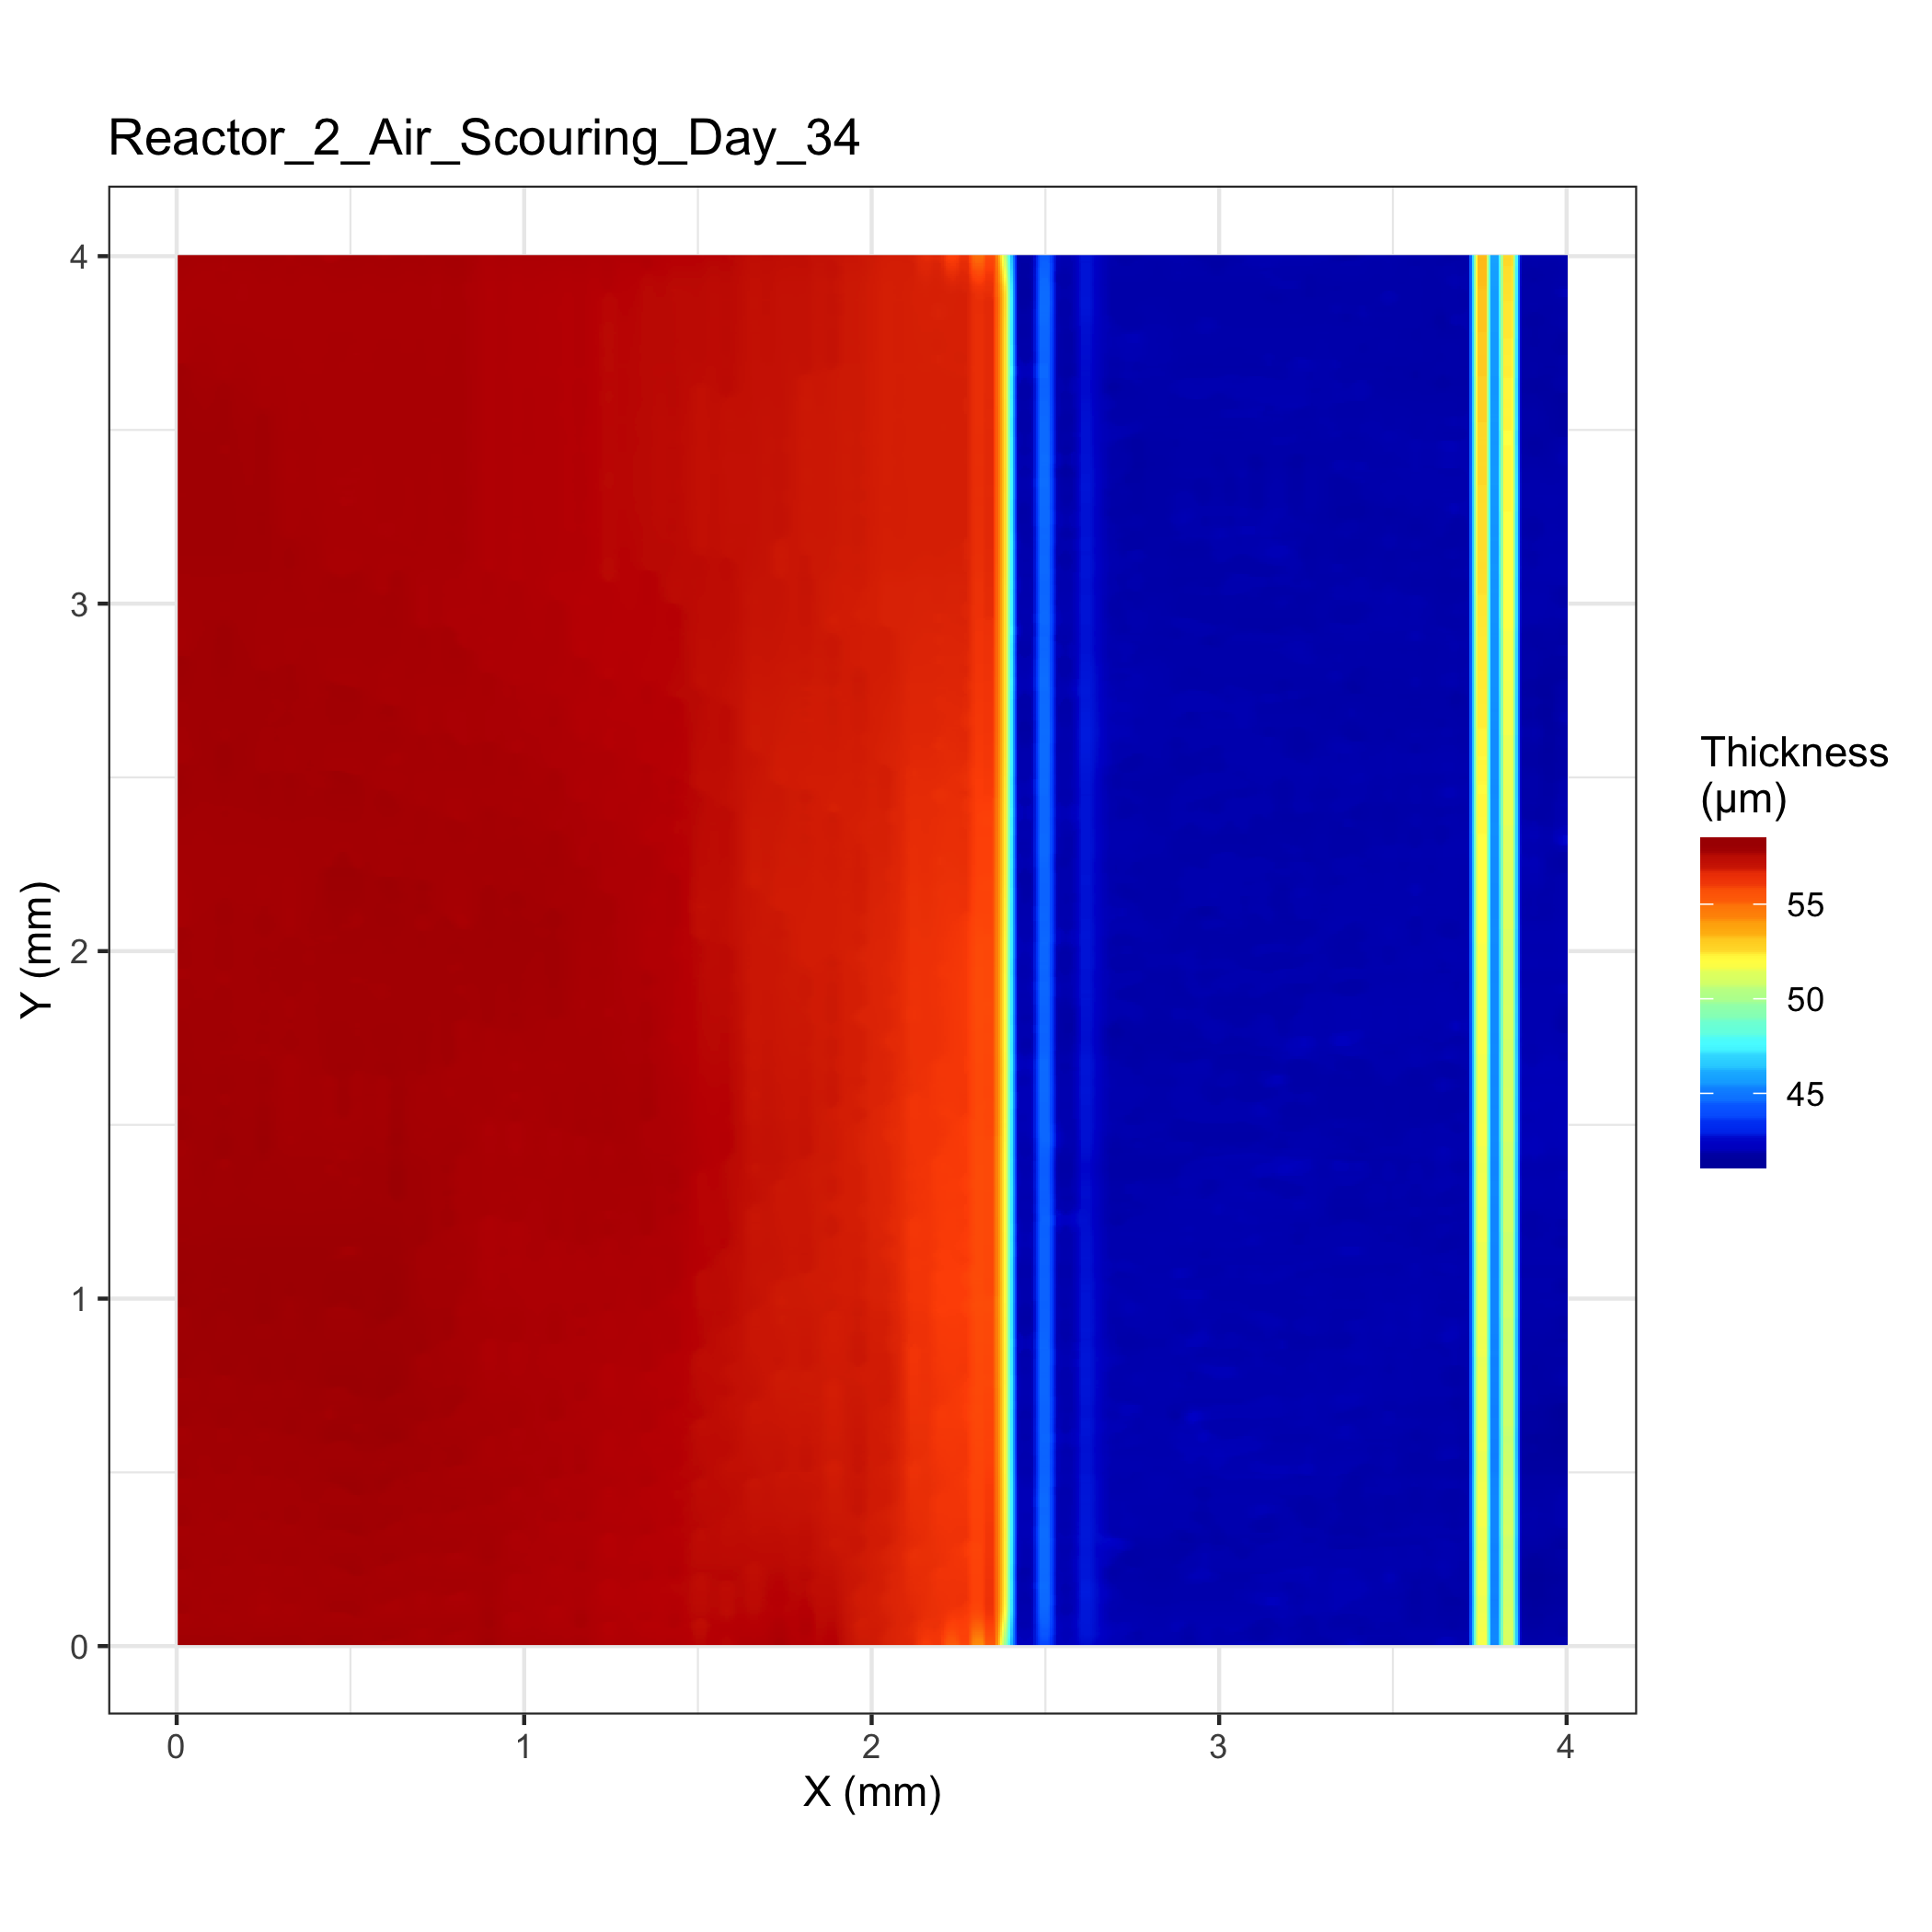 Reactor_2_Air_Scouring_Day_34
4
3
2
1
0
Y (mm)
0 1 2 3 4
X (mm)
Thickness
(µm)
55
50
45